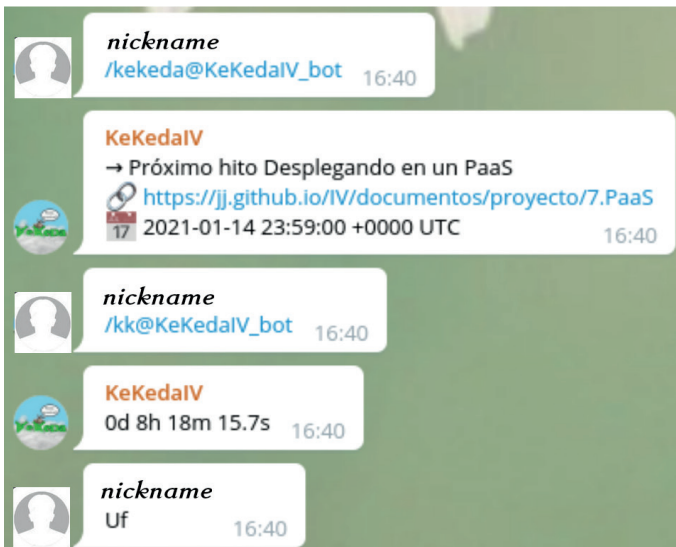 nickname
/kekeda@KeKedaIV_bot 16:40
KeKedaIV
→ Próximo hito Desplegando en un PaaS
https://jj.github.io/IV/documentos/proyecto/7.PaaS
17 2021-01-14 23:59:00 +0000 UTC 16:40
nickname
/kk@KeKedaIV_bot 16:40
KeKedaIV
0d 8h 18m 15.7s 16:40
nickname
Uf 16:40